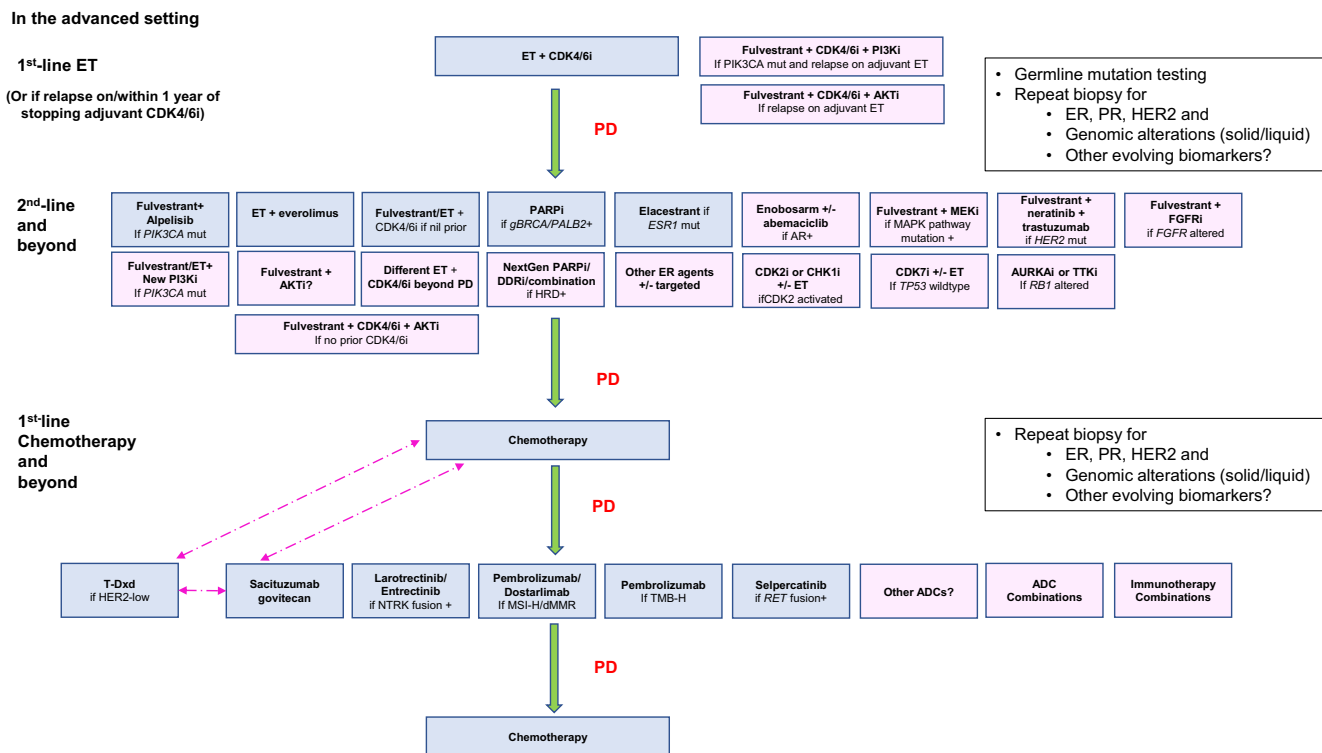 In the advanced setting
1st-line ET
(Or if relapse on/within 1 year of
stopping adjuvant CDK4/6i)
ET + CDK4/6i
Fulvestrant + CDK4/6i + PI3Ki
If PIK3CA mut and relapse on adjuvant ET
Fulvestrant + CDK4/6i + AKTi
If relapse on adjuvant ET
PD
• Germline mutation testing
• Repeat biopsy for
• ER, PR, HER2 and
• Genomic alterations (solid/liquid)
• Other evolving biomarkers?
2nd-line
and
beyond
Fulvestrant+
Alpelisib
If PIK3CA mut
ET + everolimus
Fulvestrant/ET +
CDK4/6i if nil prior
PARPi
if gBRCA/PALB2+
Elacestrant if
ESR1 mut
Enobosarm +/-
abemaciclib
if AR+
Fulvestrant + MEKi
if MAPK pathway
mutation +
Fulvestrant +
neratinib +
trastuzumab
if HER2 mut
Fulvestrant +
FGFRi
if FGFR altered
Fulvestrant/ET+
New PI3Ki
If PIK3CA mut
Fulvestrant +
AKTi?
Different ET +
CDK4/6i beyond PD
NextGen PARPi/
DDRi/combination
if HRD+
Other ER agents
+/- targeted
CDK2i or CHK1i
+/- ET
ifCDK2 activated
CDK7i +/- ET
If TP53 wildtype
AURKAi or TTKi
If RB1 altered
Fulvestrant + CDK4/6i + AKTi
If no prior CDK4/6i
PD
1st-line
Chemotherapy
and
beyond
Chemotherapy
• Repeat biopsy for
• ER, PR, HER2 and
• Genomic alterations (solid/liquid)
• Other evolving biomarkers?
PD
T-Dxd
if HER2-low
Sacituzumab
govitecan
Larotrectinib/
Entrectinib
if NTRK fusion +
Pembrolizumab/
Dostarlimab
If MSI-H/dMMR
Pembrolizumab
If TMB-H
Selpercatinib
if RET fusion+
Other ADCs?
ADC
Combinations
Immunotherapy
Combinations
PD
Chemotherapy